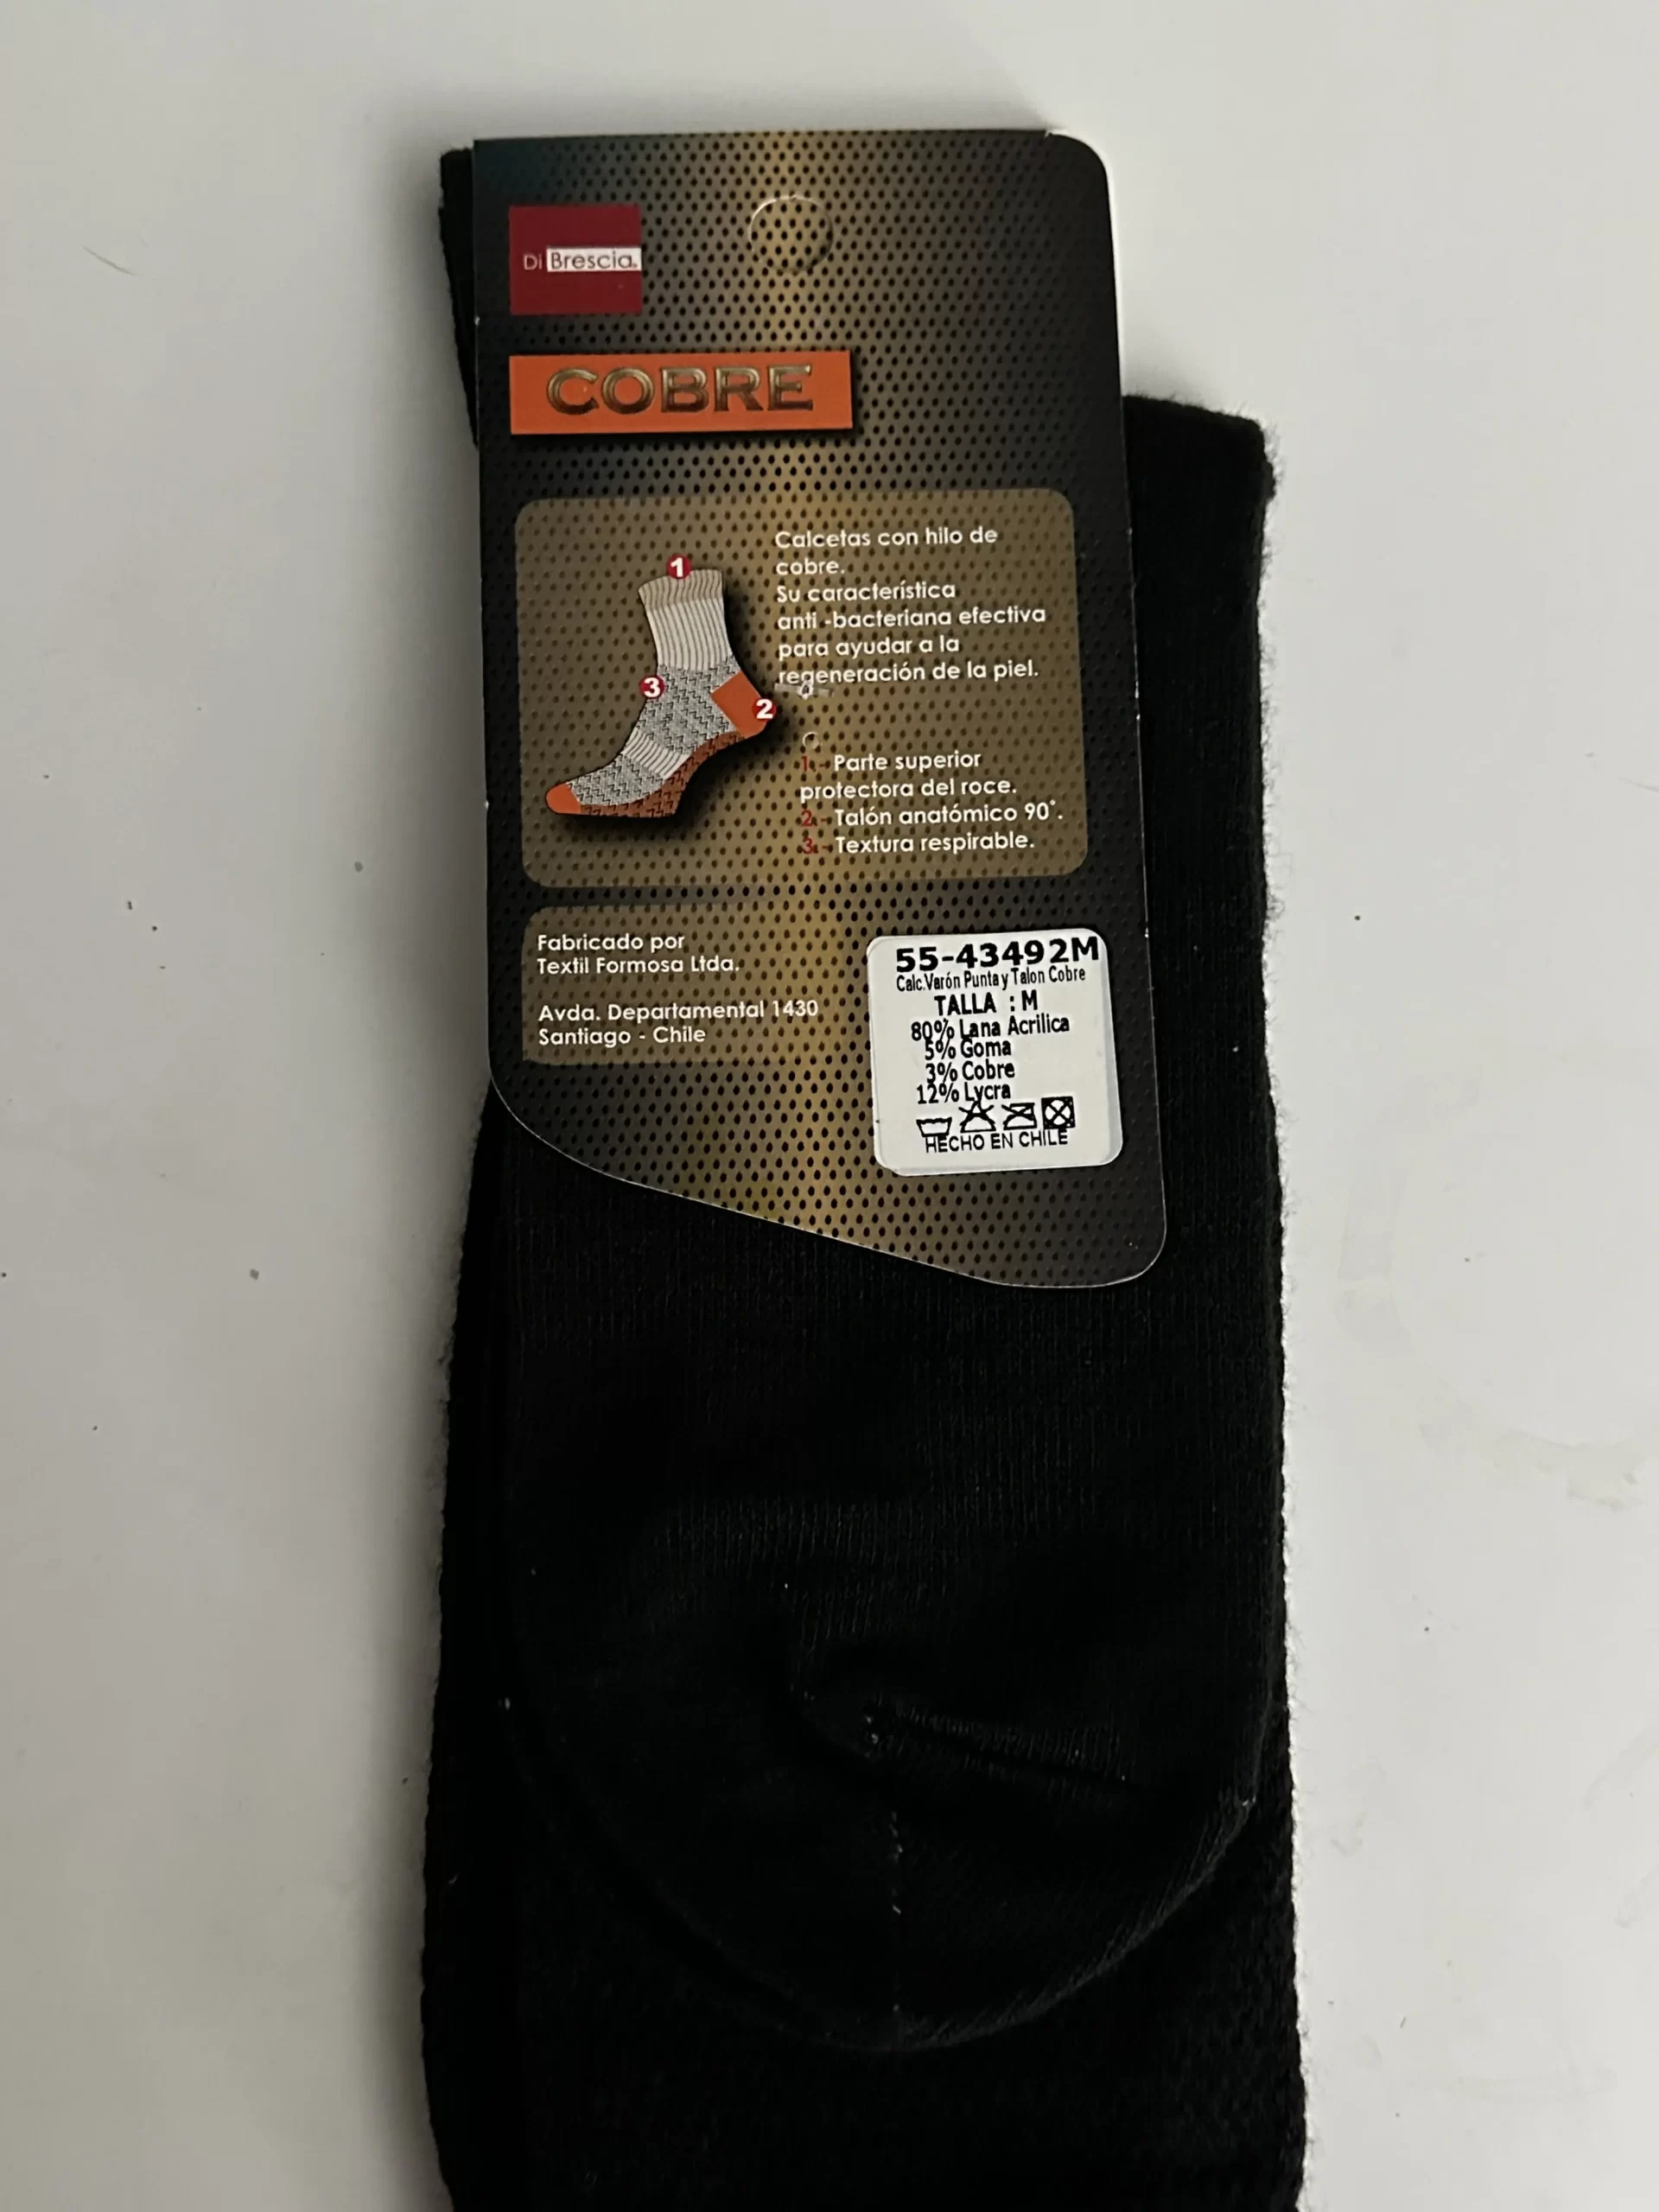 Di Brescia
COBRE
Calcetas con hilo de
cobre.
Su característica
anti -bacteriana efectiva
para ayudar a la
regeneración de la piel.
1
3
2
1.- Parte superior
protectora del roce.
2.- Talón anatómico 90°.
3.- Textura respirable.
Fabricado por
Textil Formosa Ltda.
Avda. Departamental 1430
Santiago - Chile
55-43492M
Calc.Varón Punta y Talon Cobre
TALLA : M
80% Lana Acrilica
5% Goma
3% Cobre
12% Lycra
HECHO EN CHILE